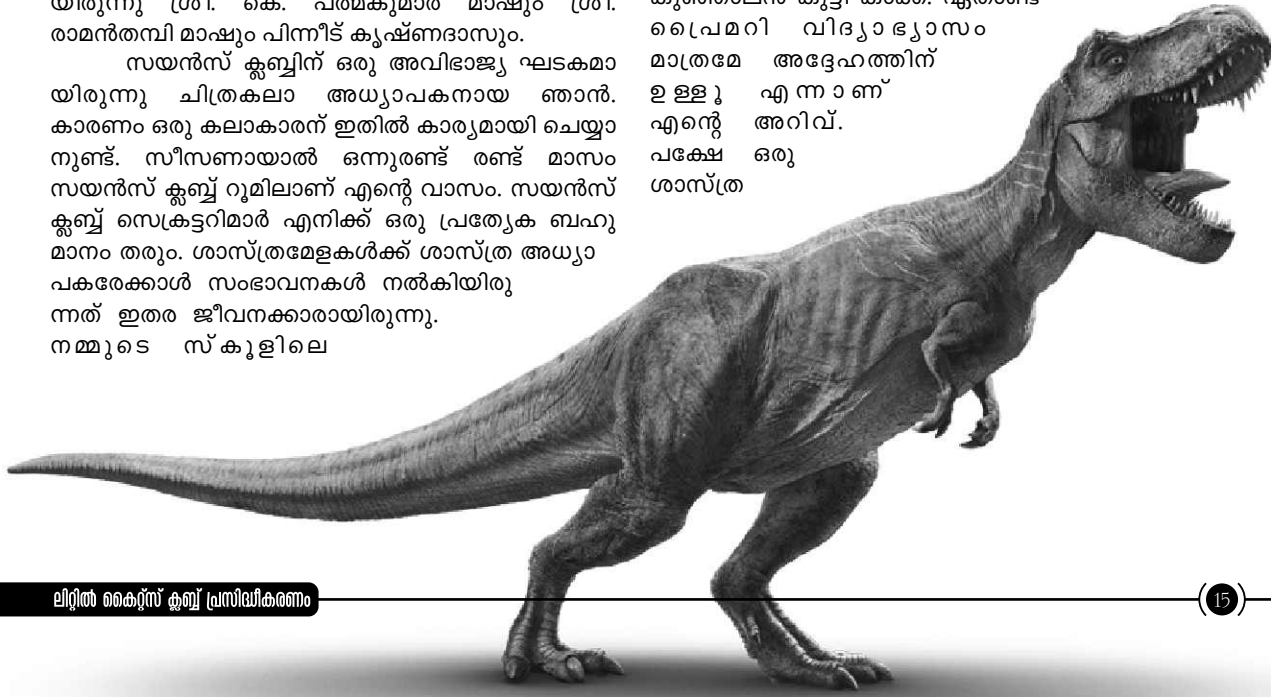 യിരുന്നു ശ്രീ. കെ. പത്മകുമാർ മാഷും ശ്രീ.
രാമൻതമ്പി മാഷും പിന്നീട് കൃഷ്ണദാസും.
സയൻസ് ക്ലബ്ബിന് ഒരു അവിഭാജ്യ ഘടകമാ
യിരുന്നു ചിത്രകലാ അധ്യാപകനായ ഞാൻ.
കാരണം ഒരു കലാകാരന് ഇതിൽ കാര്യമായി ചെയ്യാ
നുണ്ട്. സീസണായാൽ ഒന്നുരണ്ട് രണ്ട് മാസം
സയൻസ് ക്ലബ്ബ് റൂമിലാണ് എന്റെ വാസം. സയൻസ്
ക്ലബ്ബ് സെക്രട്ടറിമാർ എനിക്ക് ഒരു പ്രത്യേക ബഹു
മാനം തരും. ശാസ്ത്രമേളകൾക്ക് ശാസ്ത്ര അധ്യാ
പകരേക്കാൾ സംഭാവനകൾ നൽകിയിരു
ന്നത് ഇതര ജീവനക്കാരായിരുന്നു.
നമ്മുടെ സ്കൂളിലെ
കുട്ടി
പ്രൈമറി വിദ്യാഭ്യാസം
മാത്രമേ അദ്ദേഹത്തിന്
ഉള്ളൂ എന്നാണ്
എന്റെ അറിവ്.
പക്ഷേ ഒരു
ശാസ്ത്ര
ലിറ്റിൽ കൈറ്റ്സ് ക്ലബ്ബ് പ്രസിദ്ധീകരണം
15